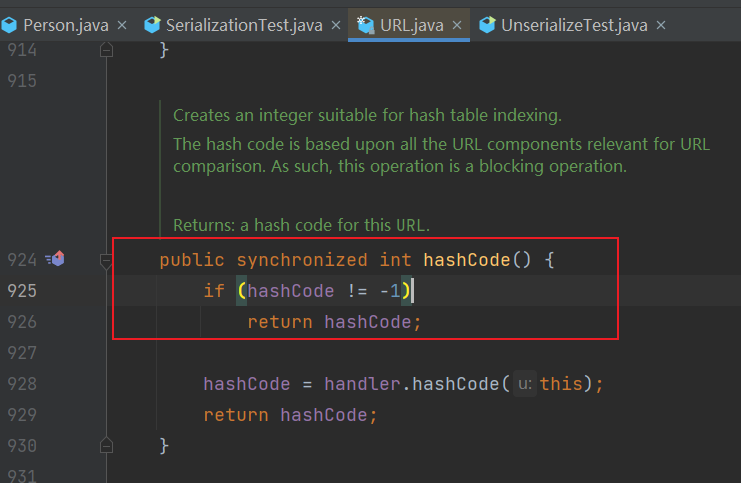 Person.java × SerializationTest.java × URL.java × UnserializeTest.java ×
914 }
915
Creates an integer suitable for hash table indexing.
The hash code is based upon all the URL components relevant for URL
comparison. As such, this operation is a blocking operation.
Returns: a hash code for this URL.
924 public synchronized int hashCode() {
925 if (hashCode != -1)
926 return hashCode;
927
928 hashCode = handler.hashCode( u: this);
929 return hashCode;
930 }
931